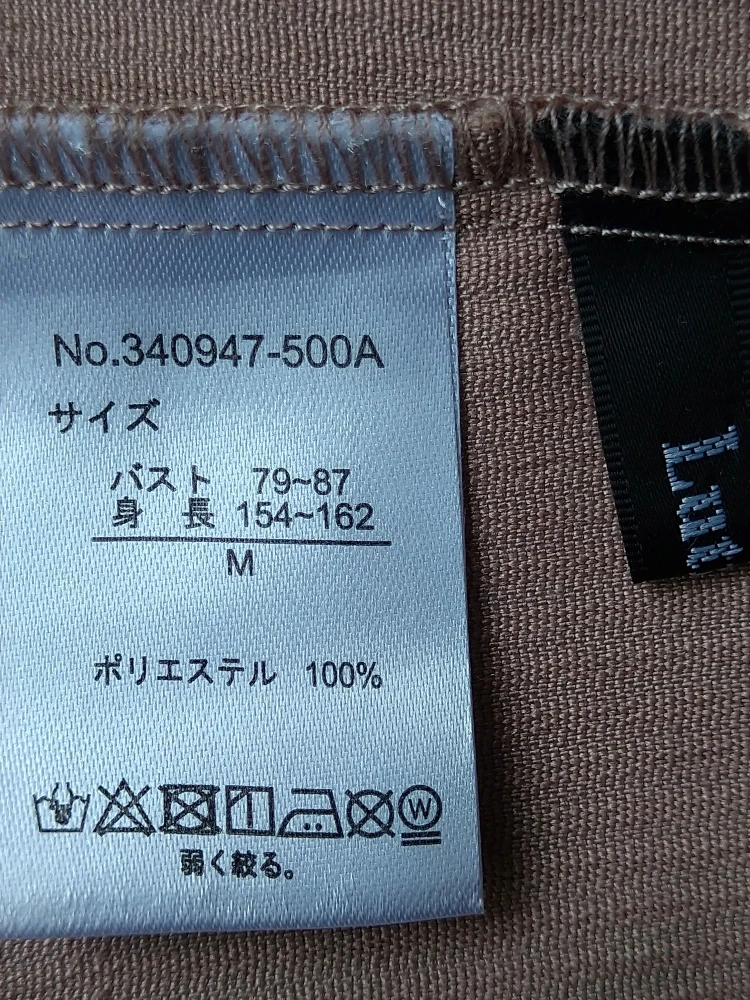 No.340947-500A
サイズ
バスト 79~87
身 長 154~162
M
ポリエステル 100%
W
弱く絞る。